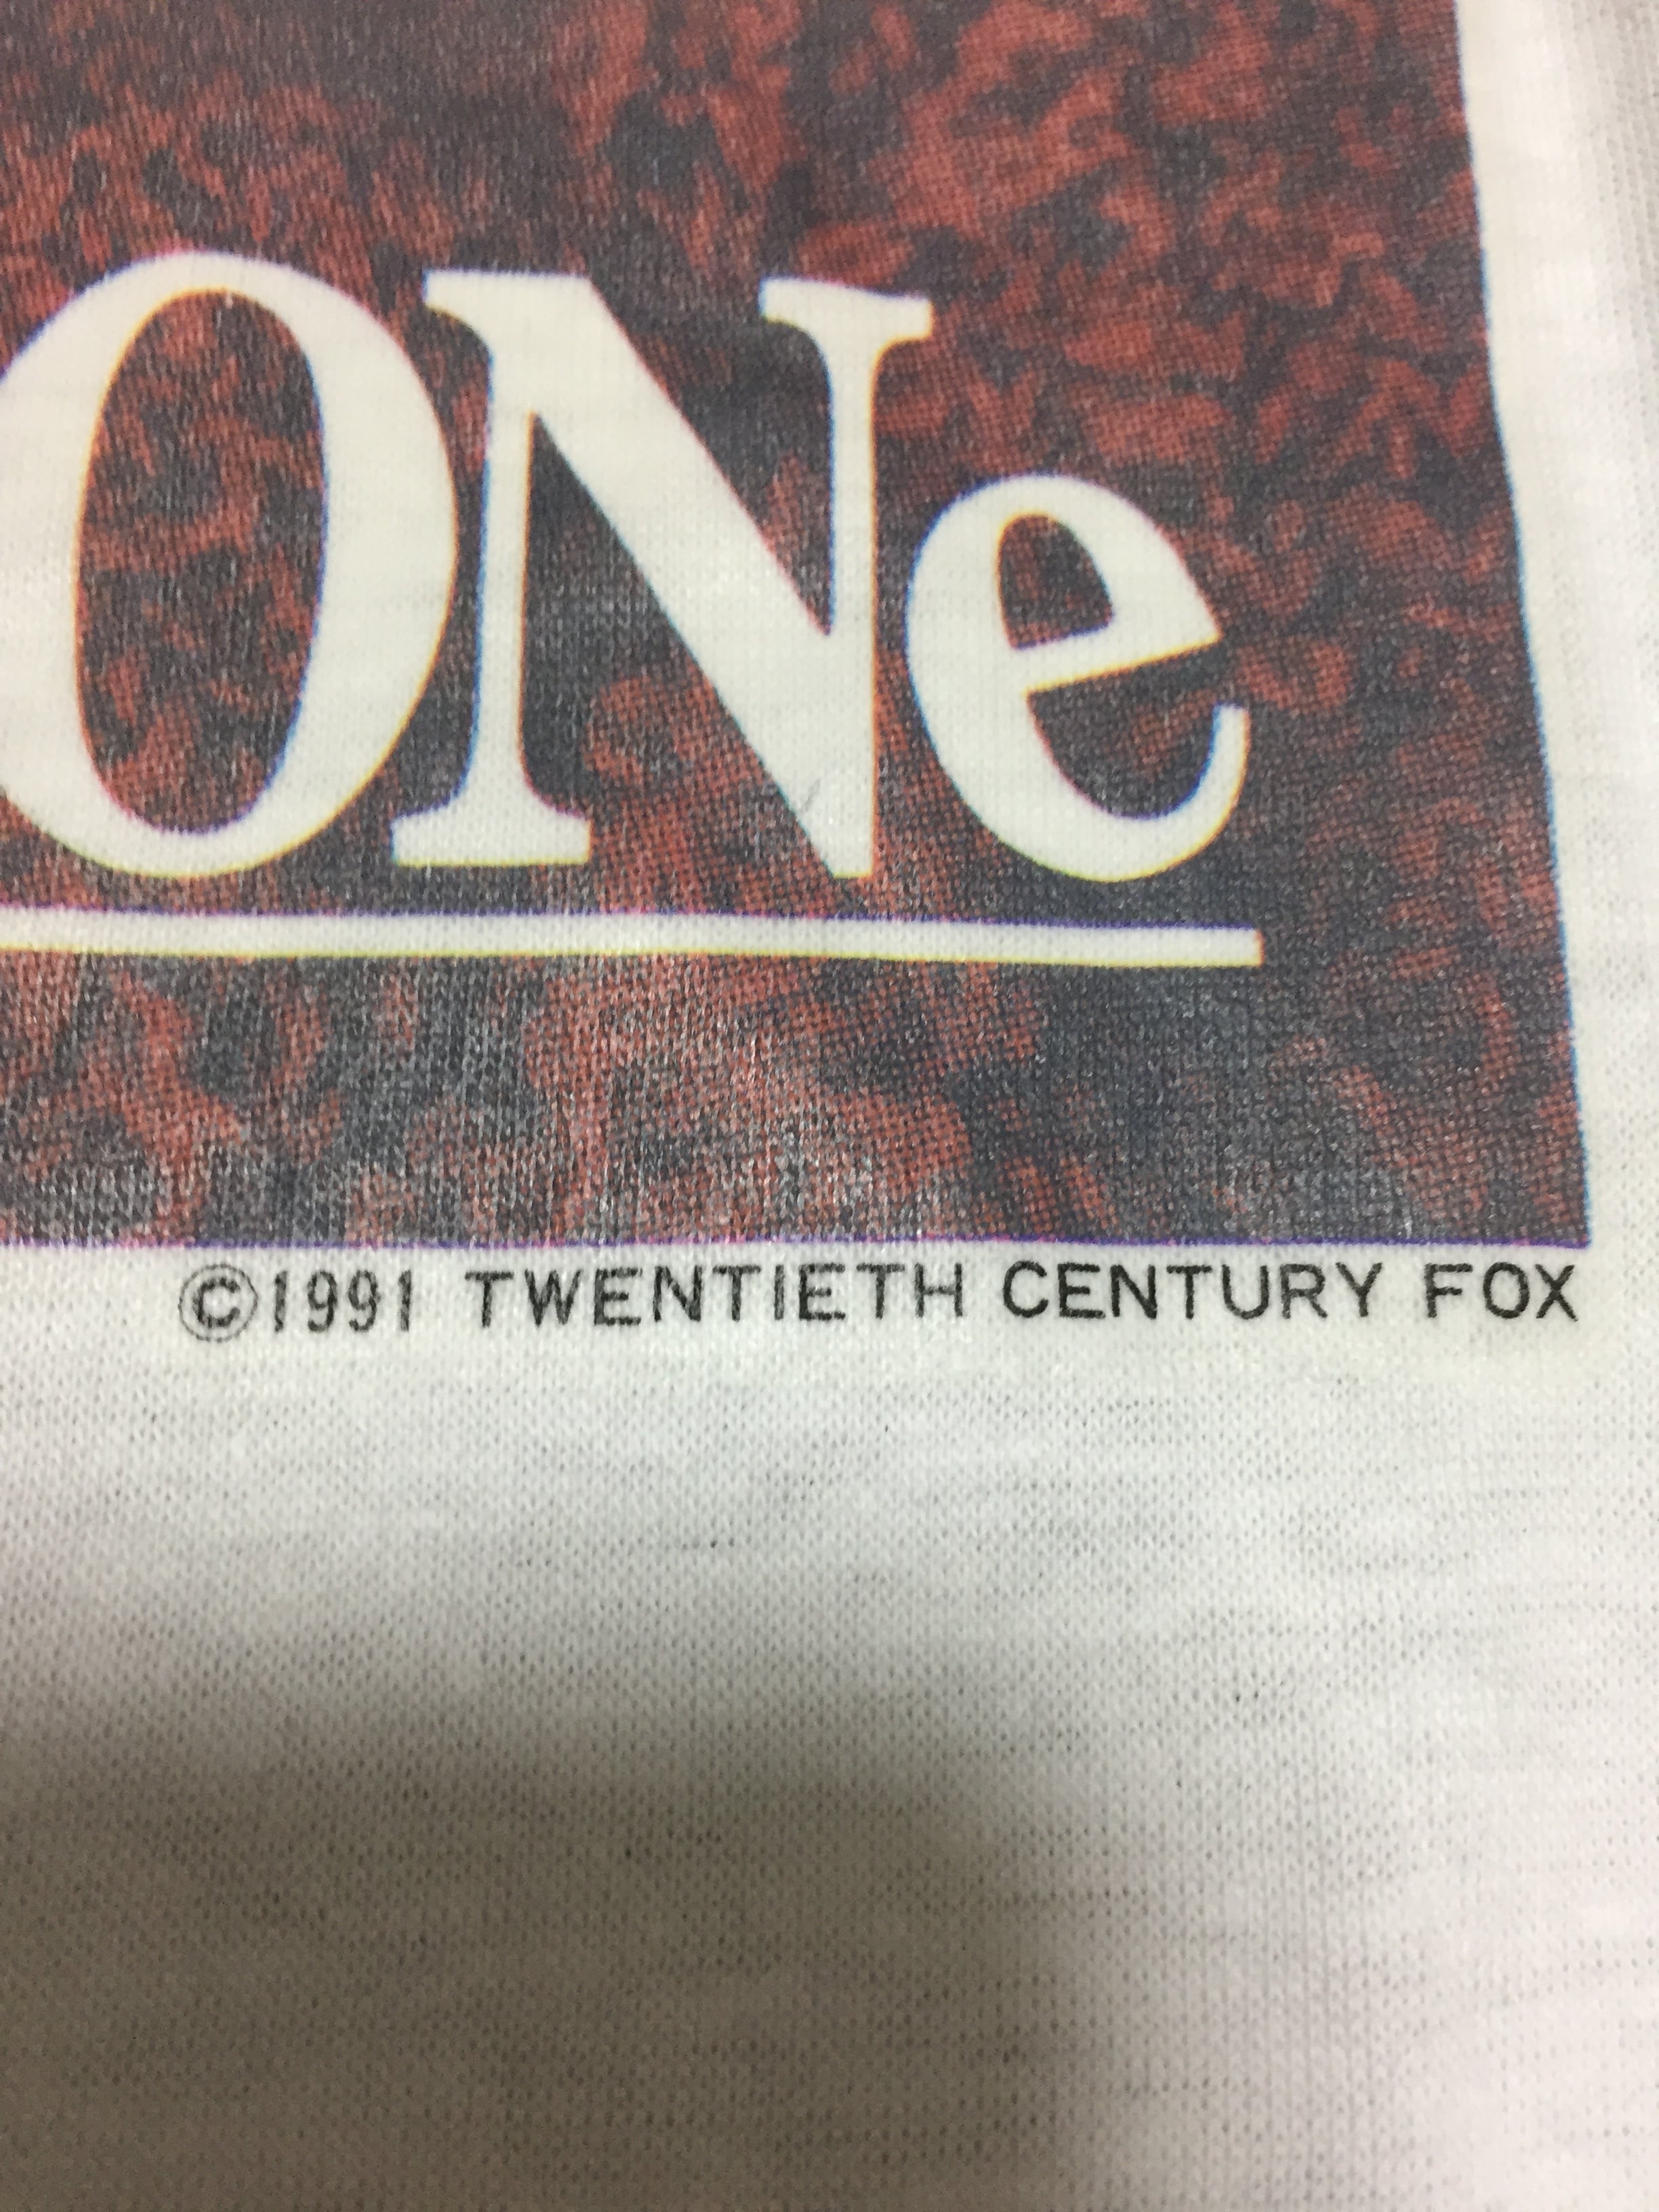 ONe
©1991 TWENTIETH CENTURY FOX